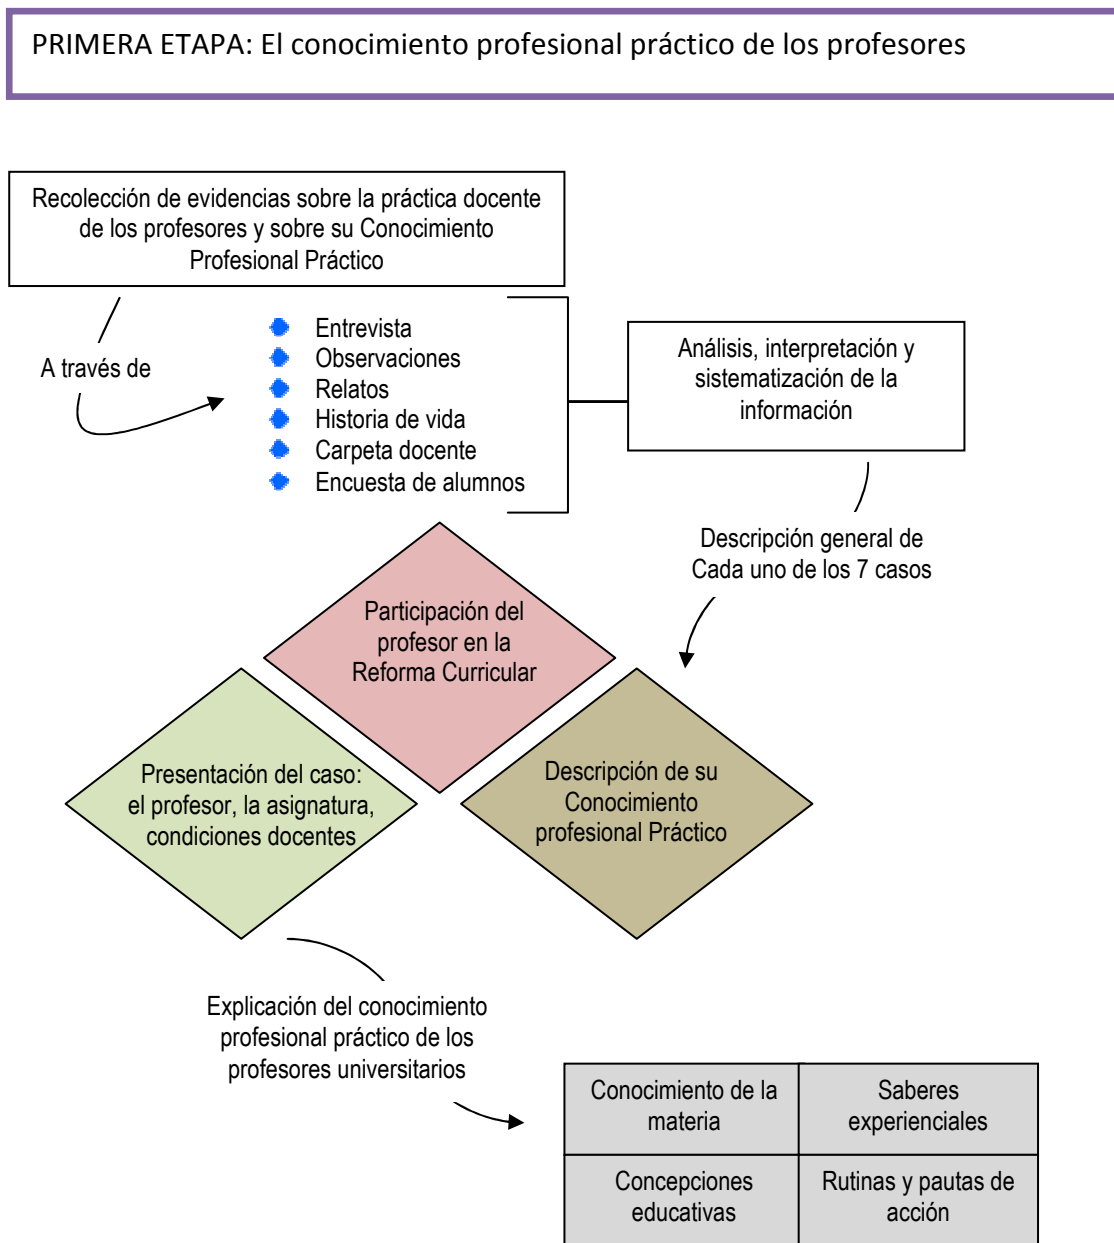 PRIMERA ETAPA: El conocimiento profesional práctico de los profesores
Recolección de evidencias sobre la práctica docente
de los profesores y sobre su Conocimiento
Profesional Práctico
A través de
Entrevista
Observaciones
Relatos
Historia de vida
Carpeta docente
Encuesta de alumnos
Análisis, interpretación y
sistematización de la
información
Descripción general de
Cada uno de los 7 casos
Participación del
profesor en la
Reforma Curricular
Presentación del caso:
el profesor, la asignatura,
condiciones docentes
Descripción de su
Conocimiento
profesional Práctico
Explicación del conocimiento
profesional práctico de los
profesores universitarios
Conocimiento de la
materia
Saberes
experienciales
Concepciones
educativas
Rutinas y pautas de
acción